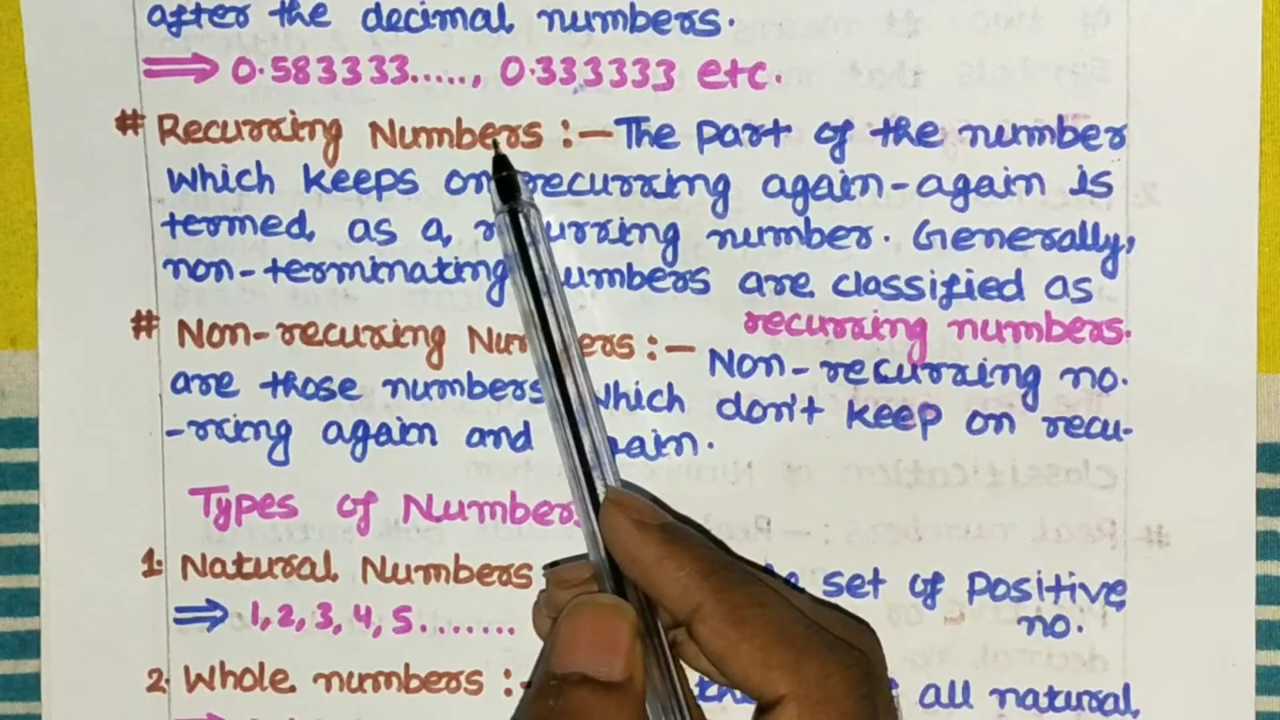 after the decimal numbers.
⇒ 0.583333....., 0.333333 etc.
# Recurring Numbers :- The part of the number
which keeps on recurring again-again is
termed as a recurring number. Generally,
non-terminating numbers are classified as
recurring numbers.
# Non-recuring Numbers :- Non-recurring no.
are those numbers which don't keep on recu-
-rring again and again.
Types of Number
1. Natural Numbers set of Positive
no.
⇒ 1, 2, 3, 4, 5.......
2. Whole numbers :- all natural